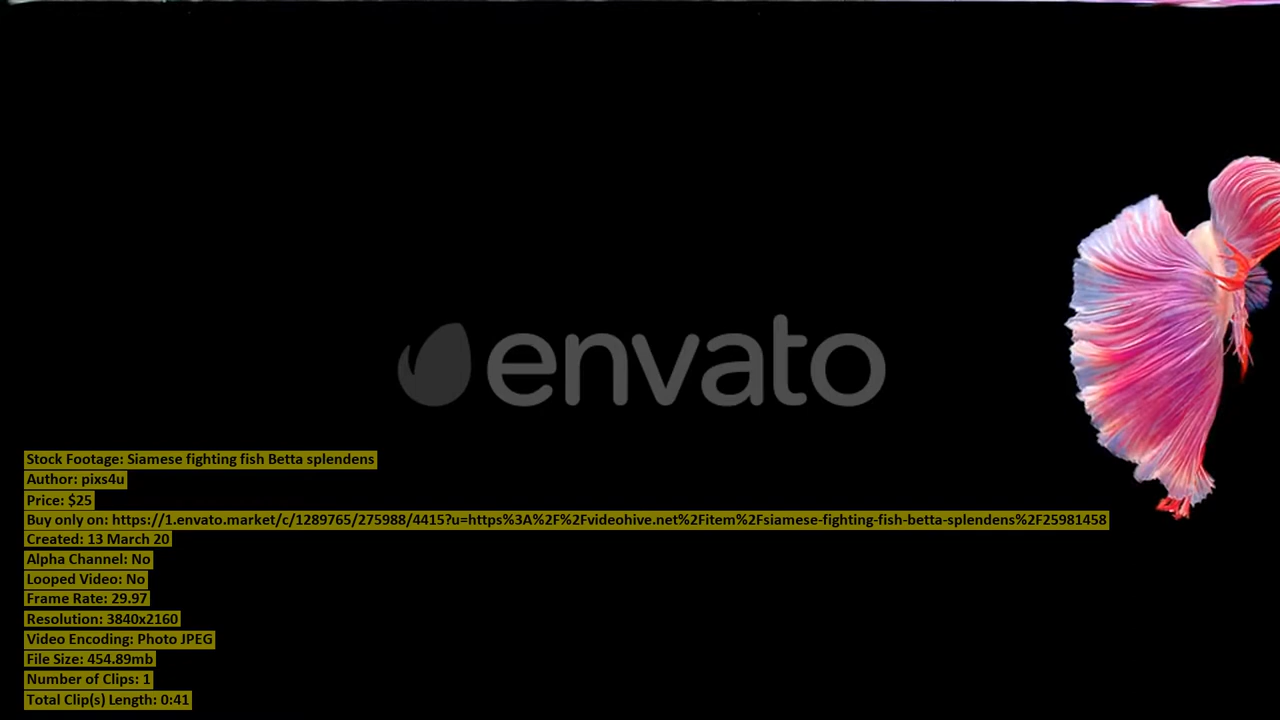 envato
Stock Footage: Siamese fighting fish Betta splendens
Author: pixs4u
Price: $25
Buy only on: https://1.envato.market/c/1289765/275988/4415?u=https%3A%2F%2Fvideohive.net%2Fitem%2Fsiamese-fighting-fish-betta-splendens%2F25981458
Created: 13 March 20
Alpha Channel: No
Looped Video: No
Frame Rate: 29.97
Resolution: 3840x2160
Video Encoding: Photo JPEG
File Size: 454.89mb
Number of Clips: 1
Total Clip(s) Length: 0:41